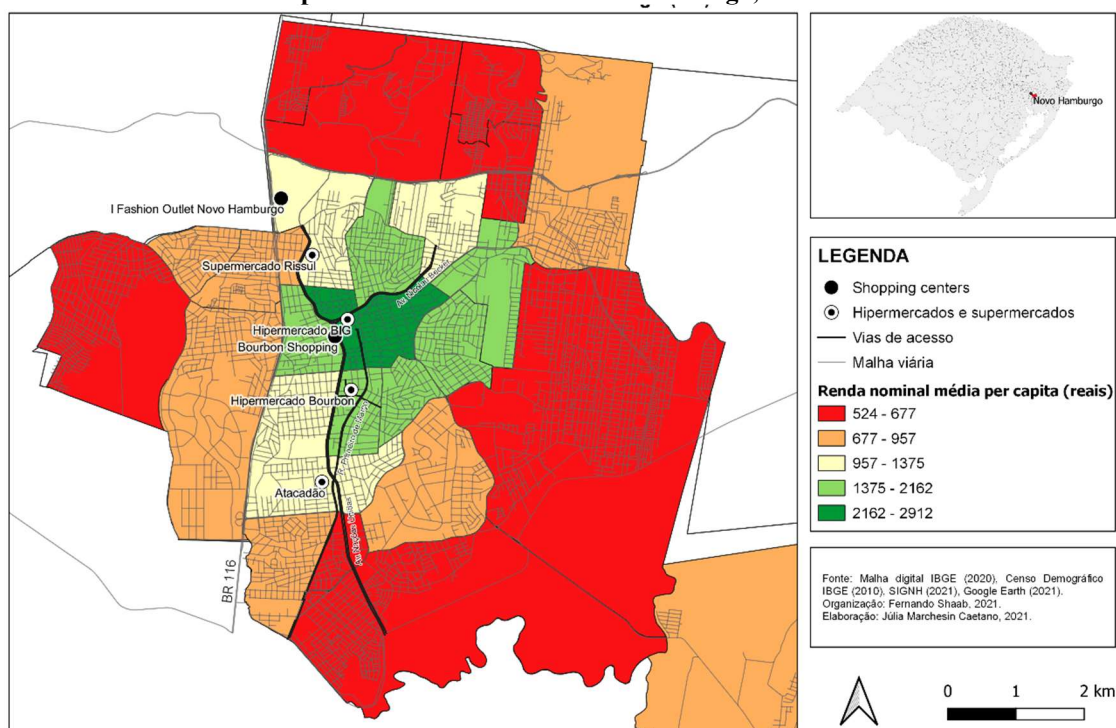 Novo Hamburgo
I Fashion Outlet Novo Hamburgo
Supermercado Rissul
Av. Nicolau Becker
Hipermercado BIG
Bourbon Shopping
Hipermercado Bourbon
Atacadão
BR 116
LEGENDA
Shopping centers
Hipermercados e supermercados
Vias de acesso
Malha viária
Renda nominal média per capita (reais)
524 - 677
677 - 957
957 - 1375
1375 - 2162
2162 - 2912
Fonte: Malha digital IBGE (2020), Censo Demográfico
IBGE (2010), SIGNH (2021), Google Earth (2021).
Organização: Fernando Shaab, 2021.
Elaboração: Júlia Marchesin Caetano, 2021.
0 1 2 km